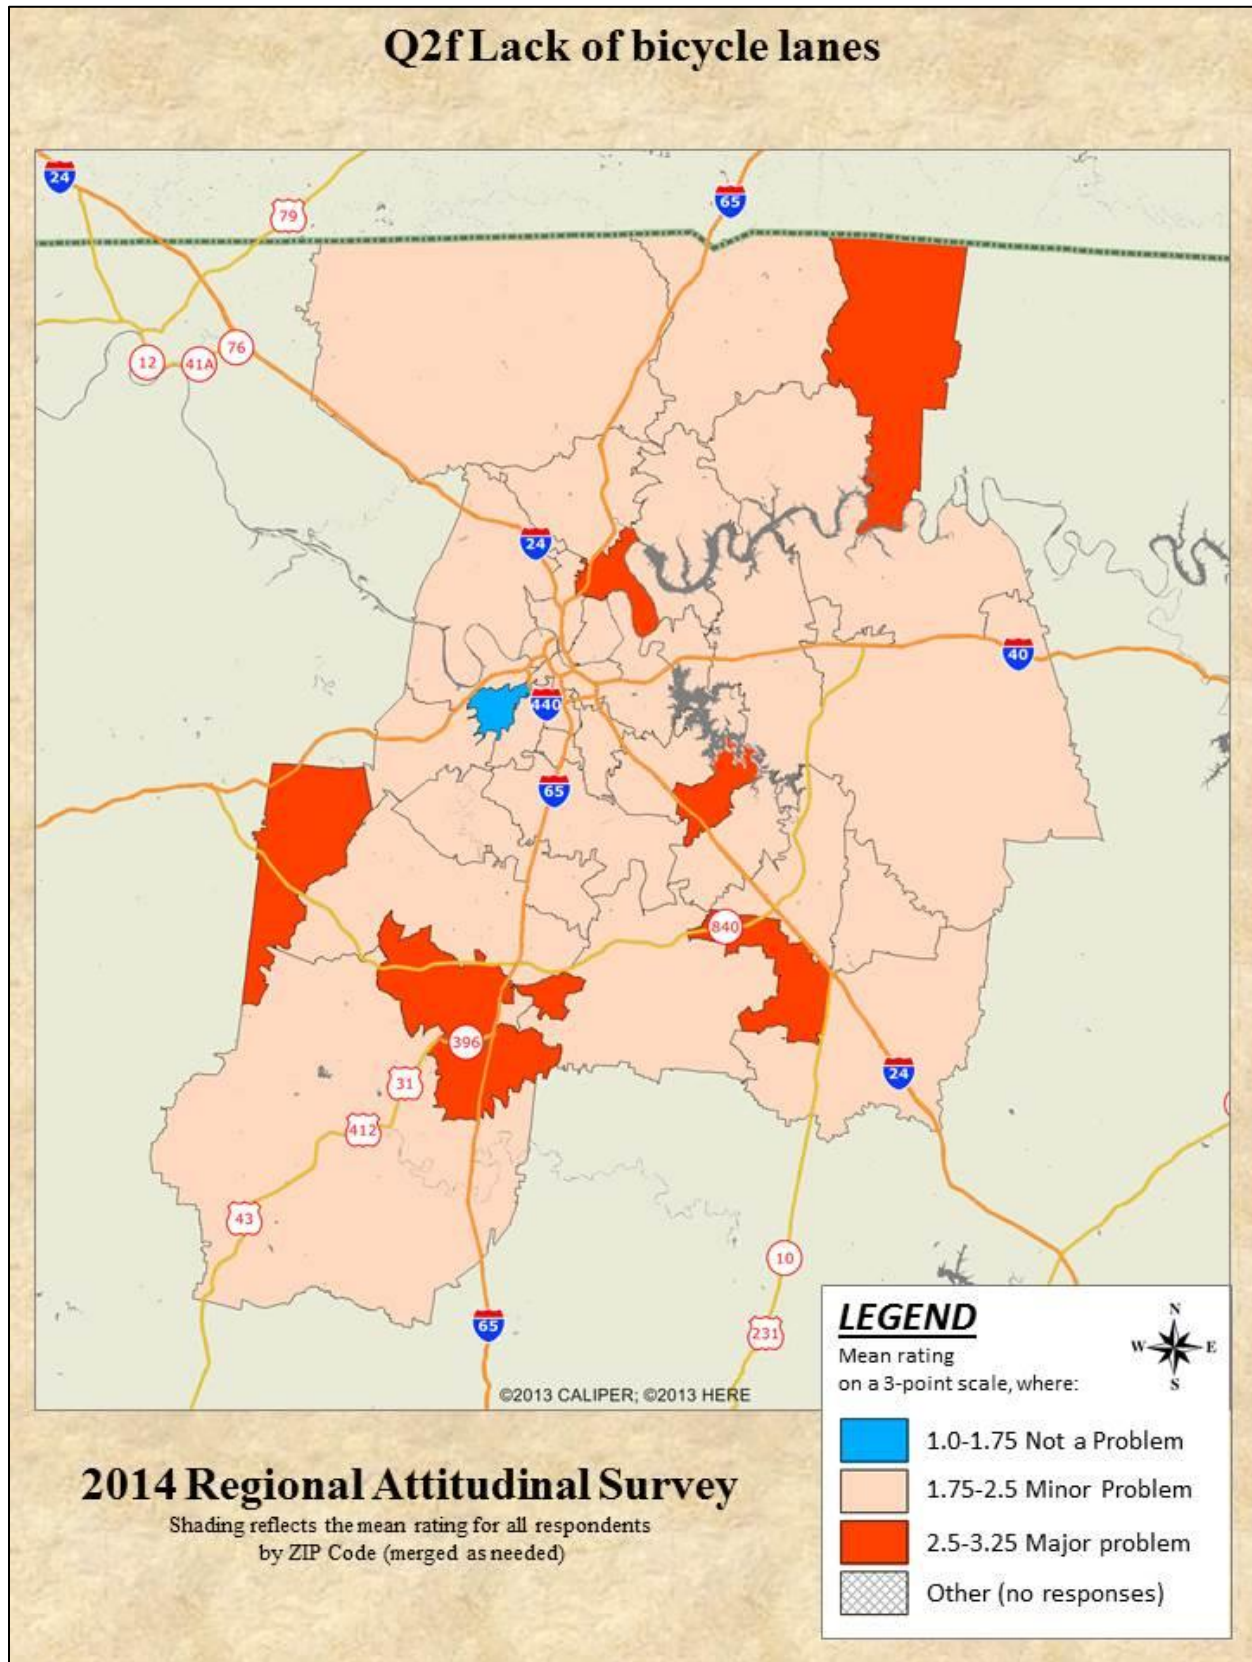 Q2f Lack of bicycle lanes
24
79
65
12
41A
76
24
40
440
65
840
396
31
24
412
43
10
231
65
©2013 CALIPER; ©2013 HERE
LEGEND
Mean rating
on a 3-point scale, where:
N
W E
S
1.0-1.75 Not a Problem
1.75-2.5 Minor Problem
2.5-3.25 Major problem
Other (no responses)
2014 Regional Attitudinal Survey
Shading reflects the mean rating for all respondents
by ZIP Code (merged as needed)